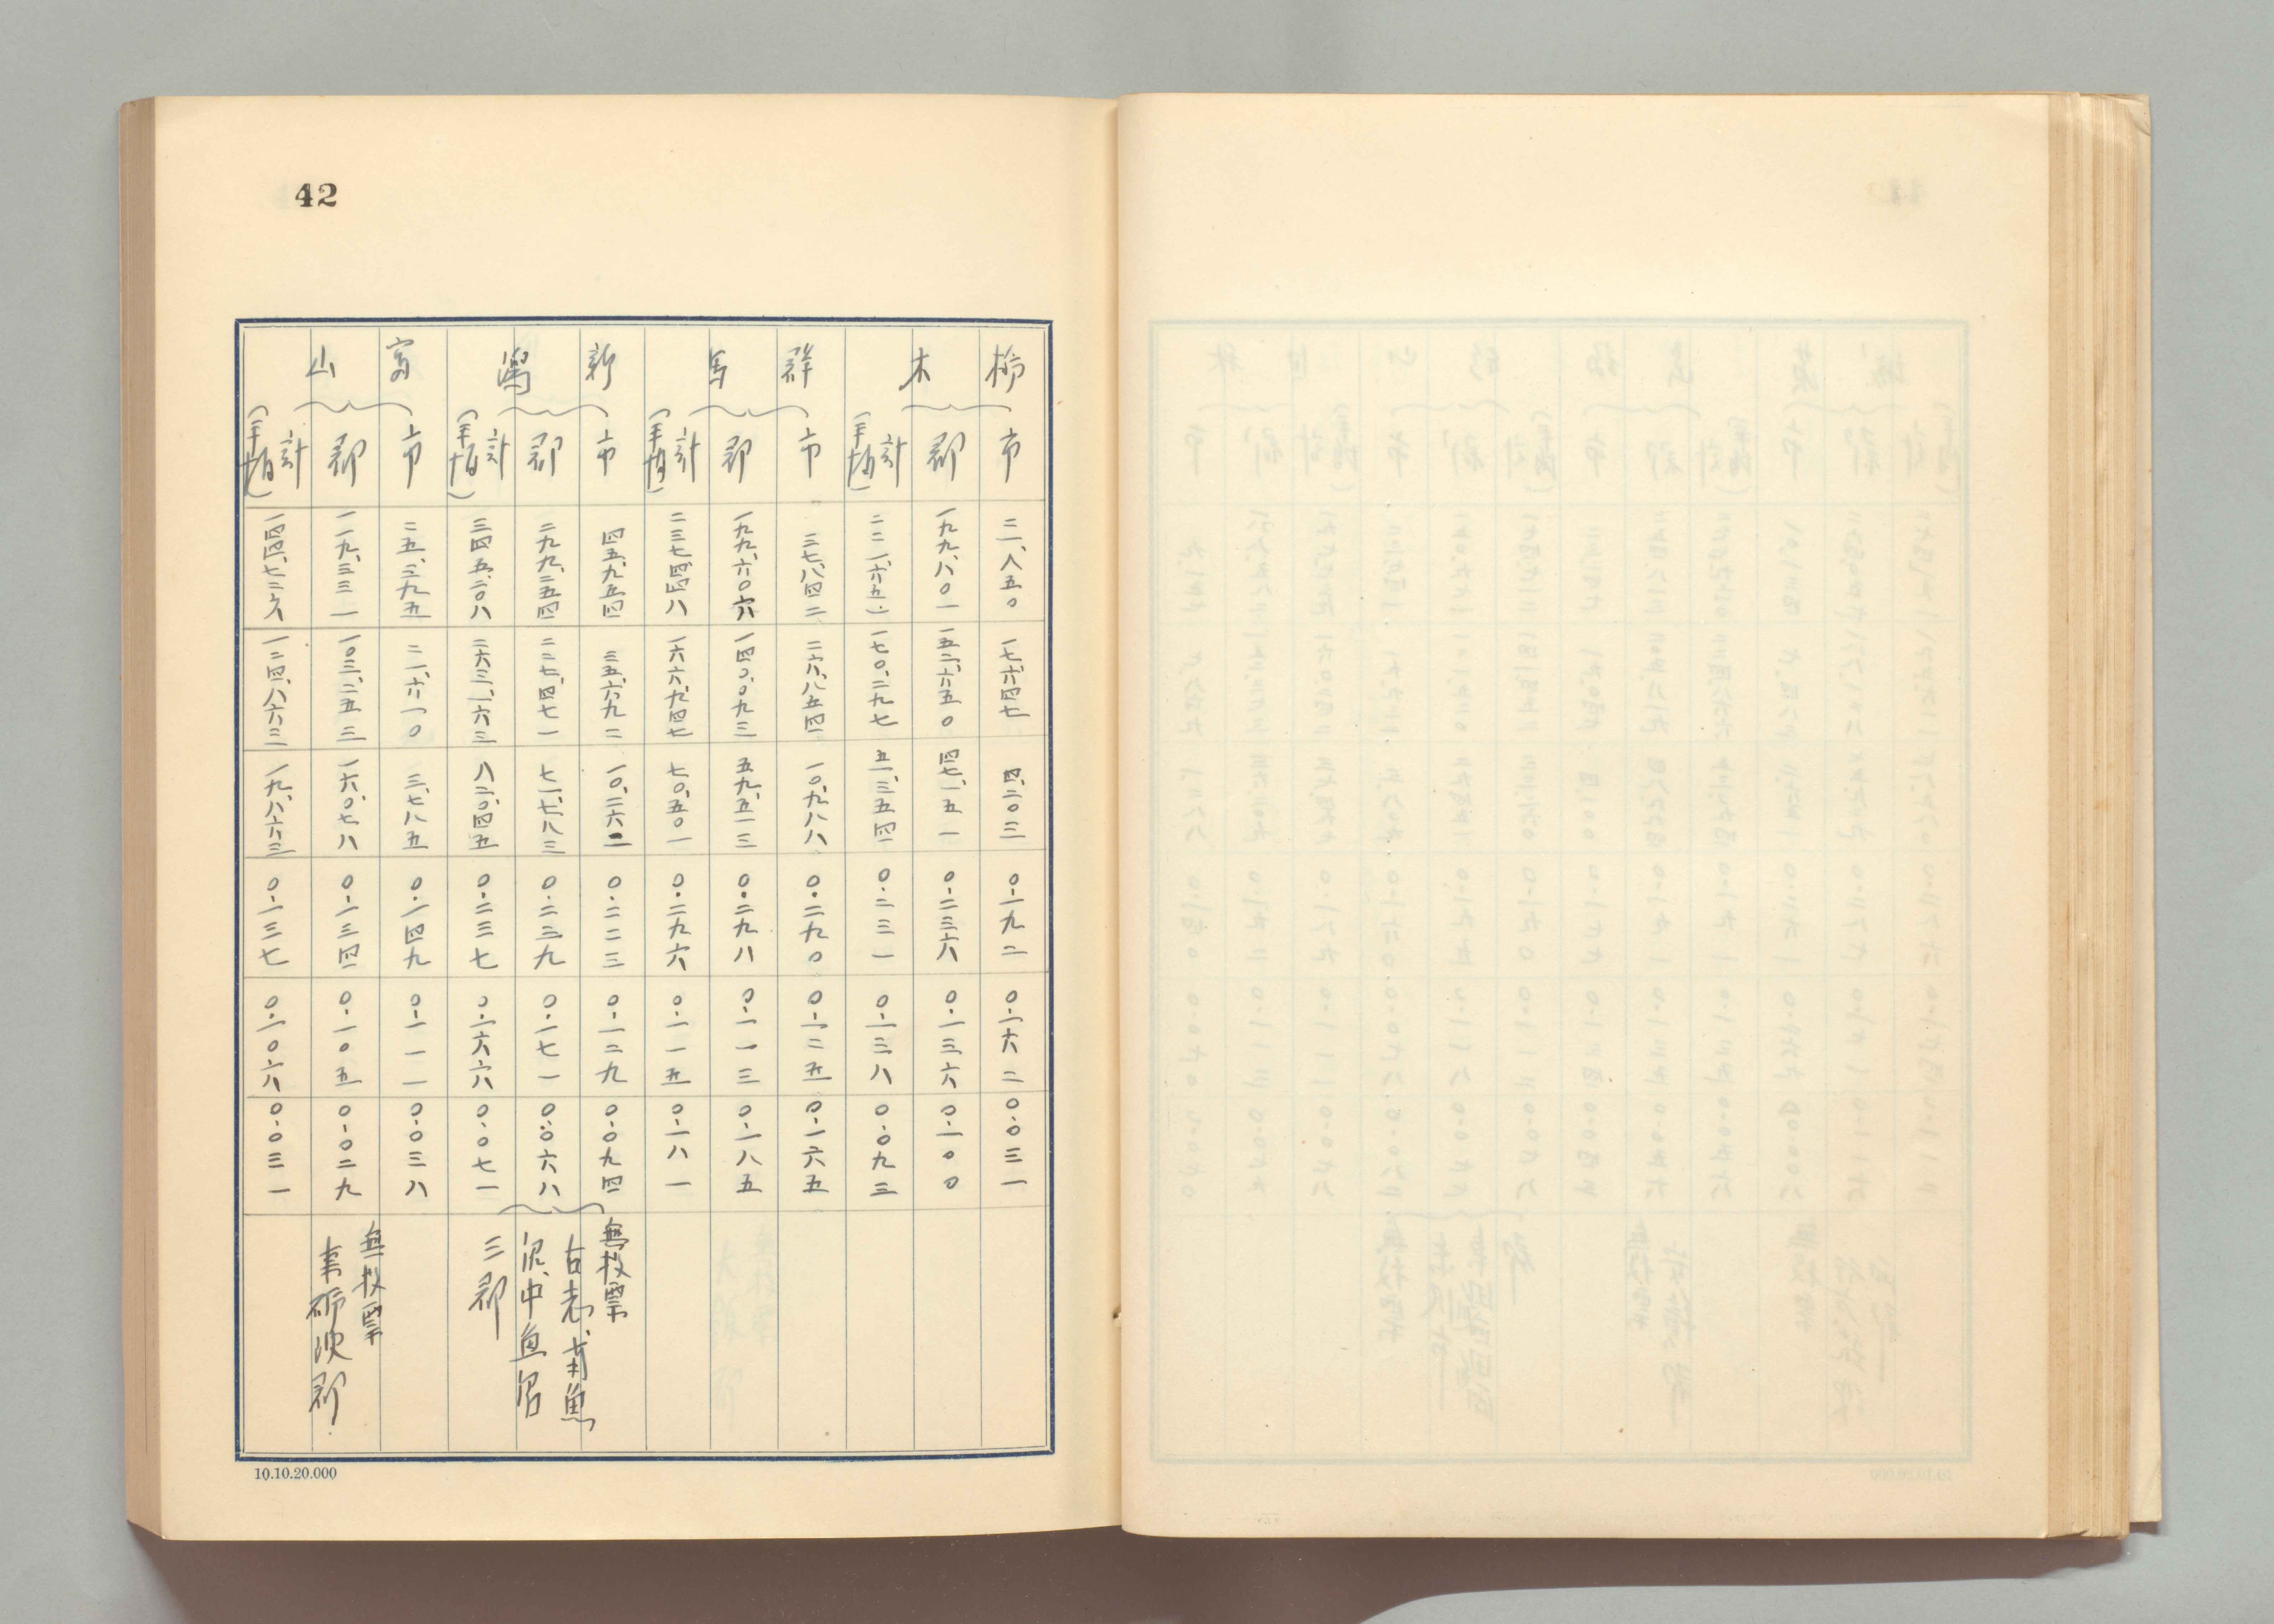 42
栃木
市 二一、八五〇 一七、六四七 四、二〇三 〇・一九二 〇・一六二 〇・〇三一
郡 一九九、八〇一 一五二、六五〇 四七、一五一 〇・二三六 〇・一三六 〇・一〇〇
計(平均) 二二一、六五一 一七〇、二九七 五一、三五四 〇・二三一 〇・一三八 〇・〇九三
群馬
市 三七、八四二 二六、八五四 一〇、九八八 〇・二九〇 〇・一二五 〇・一六五
郡 一九九、六〇六 一四〇、〇九三 五九、五一三 〇・二九八 〇・一一三 〇・一八五
計(平均) 二三七、四四八 一六六、九四七 七〇、五〇一 〇・二九六 〇・一一五 〇・一八一
新潟
市 四五、九五四 三五、六九二 一〇、二六二 〇・二二三 〇・一二九 〇・〇九四
郡 二九九、二五四 二二七、四七一 七一、七八三 〇・二三九 〇・一七一 〇・〇六八
計(平均) 三四五、二〇八 二六三、一六三 八二、〇四五 〇・二三七 〇・一六六 〇・〇七一
無投票
古志、南魚
沼、中魚沼
三郡
富山
市 二五、三九五 二一、六一〇 三、七八五 〇・一四九 〇・一一一 〇・〇三八
郡 一一九、三三一 一〇三、二五三 一六、〇七八 〇・一三四 〇・一〇五 〇・〇二九
計(平均) 一四四、七二六 一二四、八六三 一九、八六三 〇・一三七 〇・一〇六 〇・〇三一
無投票
東砺波郡
10.10.20.000